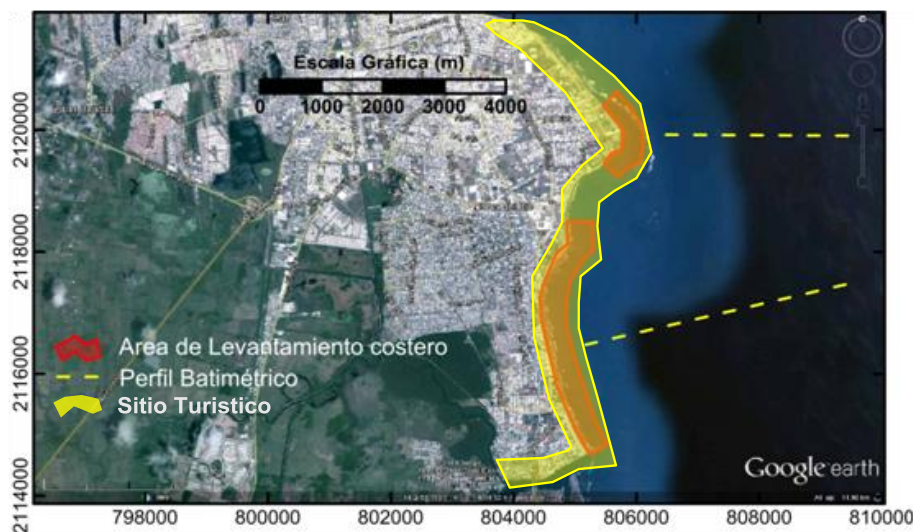 Escala Gráfica (m)
0 1000 2000 3000 4000
2120000
2118000
2116000
2114000
Area de Levantamiento costero
Perfil Batimétrico
Sitio Turistico
Google earth
798000 800000 802000 804000 806000 808000 810000